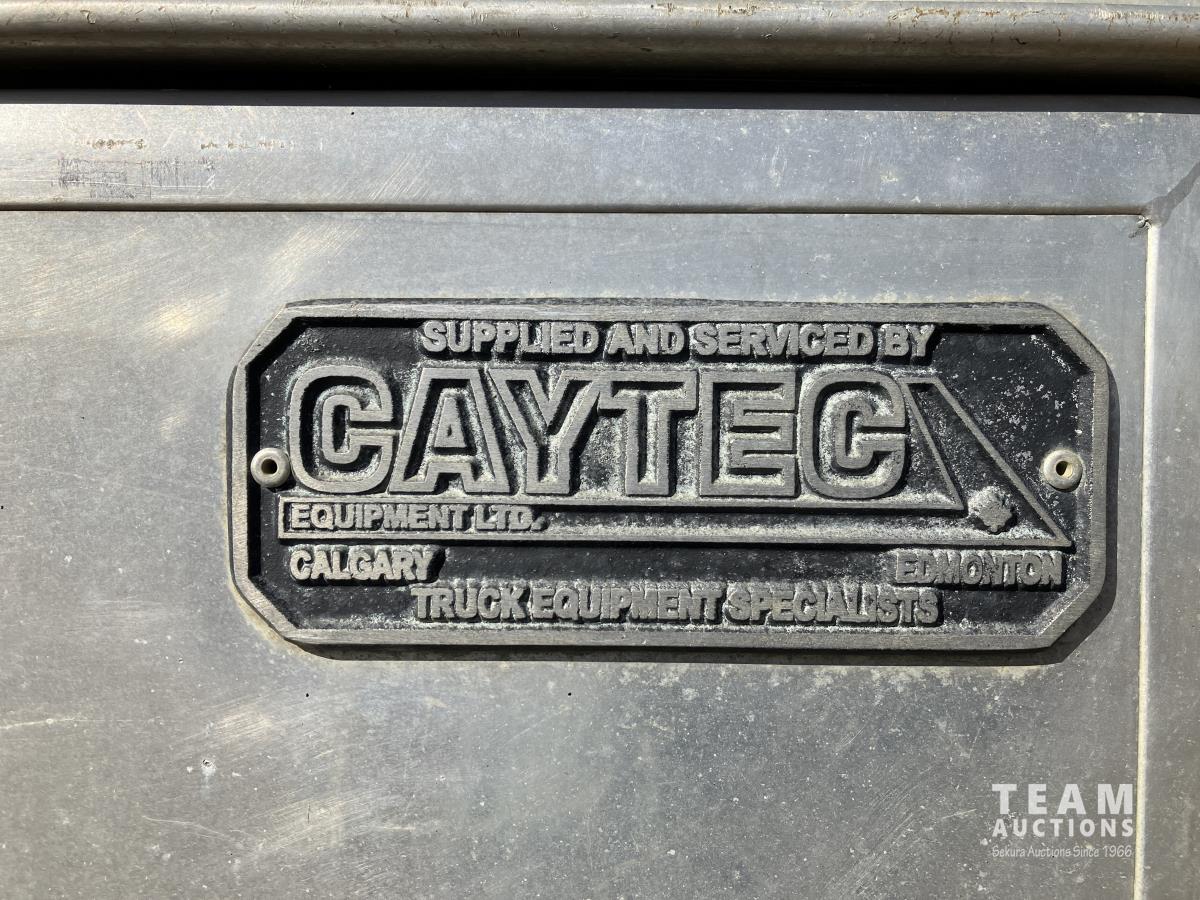 SUPPLIED AND SERVICED BY
CAYTEC
EQUIPMENT LTD.
CALGARY EDMONTON
TRUCK EQUIPMENT SPECIALISTS
TEAM
AUCTIONS
Sekura Auctions Since 1966